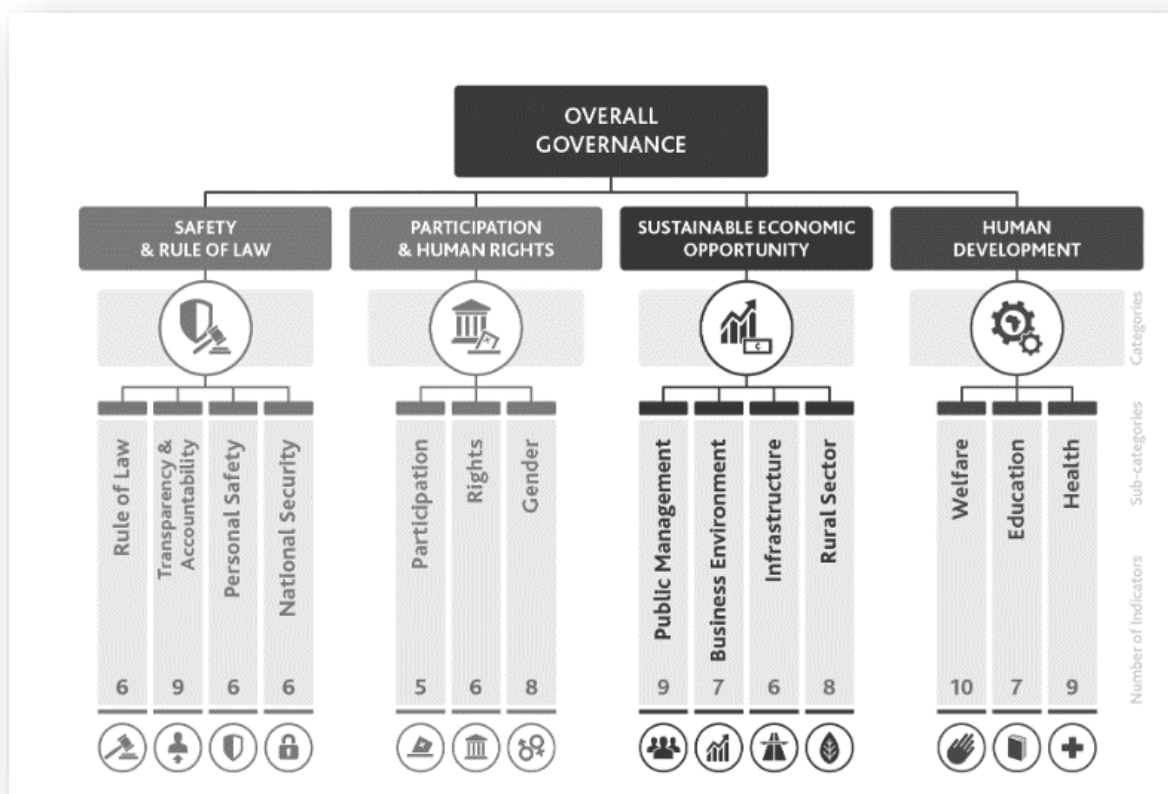 OVERALL
GOVERNANCE
SAFETY
& RULE OF LAW
PARTICIPATION
& HUMAN RIGHTS
SUSTAINABLE ECONOMIC
OPPORTUNITY
HUMAN
DEVELOPMENT
Categories
Rule of Law
Transparency &
Accountability
Personal Safety
National Security
Participation
Rights
Gender
Public Management
Business Environment
Infrastructure
Rural Sector
Welfare
Education
Health
Sub-categories
6 9 6 6 5 6 8 9 7 6 8 10 7 9
Number of Indicators